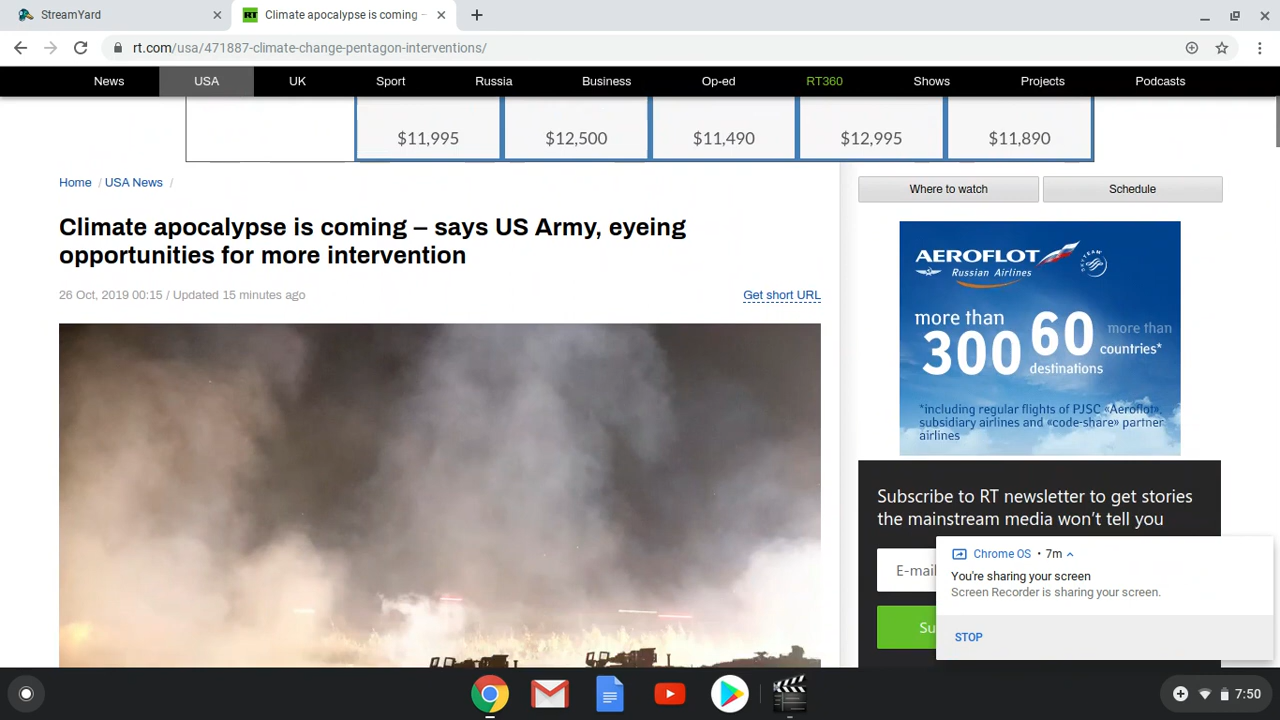 StreamYard
RT Climate apocalypse is coming –
rt.com/usa/471887-climate-change-pentagon-interventions/
News USA UK Sport Russia Business Op-ed RT360 Shows Projects Podcasts
$11,995 $12,500 $11,490 $12,995 $11,890
Home / USA News /
Where to watch Schedule
Climate apocalypse is coming – says US Army, eyeing
opportunities for more intervention
26 Oct, 2019 00:15 / Updated 15 minutes ago
Get short URL
AEROFLOT
Russian Airlines
SKYTEAM
more than
300
60
destinations
more than
countries*
*including regular flights of PJSC «Aeroflot»,
subsidiary airlines and «code-share» partner
airlines
Subscribe to RT newsletter to get stories
the mainstream media won't tell you
E-mail
Su
Chrome OS • 7m
You're sharing your screen
Screen Recorder is sharing your screen.
STOP
7:50